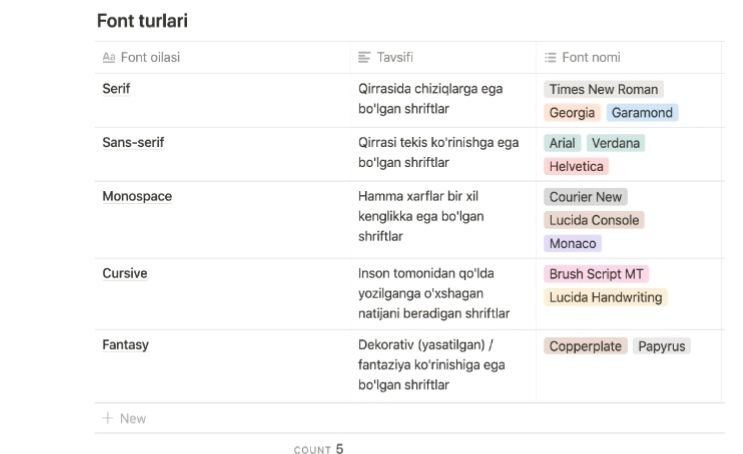 Font turlari
Aa Font oilasi Tavsifi Font nomi
Serif
Qirrasida chiziqlarga ega
bo'lgan shriftlar
Times New Roman
Georgia Garamond
Sans-serif
Qirrasi tekis ko'rinishga ega
bo'lgan shriftlar
Arial Verdana
Helvetica
Monospace
Hamma xarflar bir xil
kenglikka ega bo'lgan
shriftlar
Courier New
Lucida Console
Monaco
Cursive
Inson tomonidan qo'lda
yozilganga o'xshagan
natijani beradigan shriftlar
Brush Script MT
Lucida Handwriting
Fantasy
Dekorativ (yasatilgan) /
fantaziya ko'rinishiga ega
bo'lgan shriftlar
Copperplate Papyrus
+ New
COUNT 5